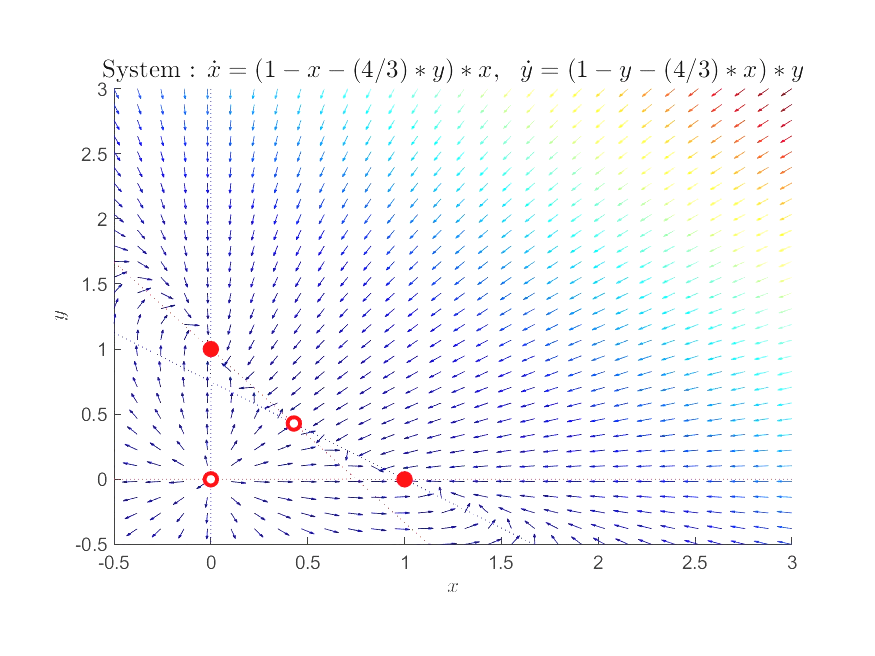 System : ẋ = (1 − x − (4/3) ∗ y) ∗ x, ẏ = (1 − y − (4/3) ∗ x) ∗ y
3
2.5
2
1.5
y
1
0.5
0
-0.5
-0.5 0 0.5 1 1.5 2 2.5 3
x